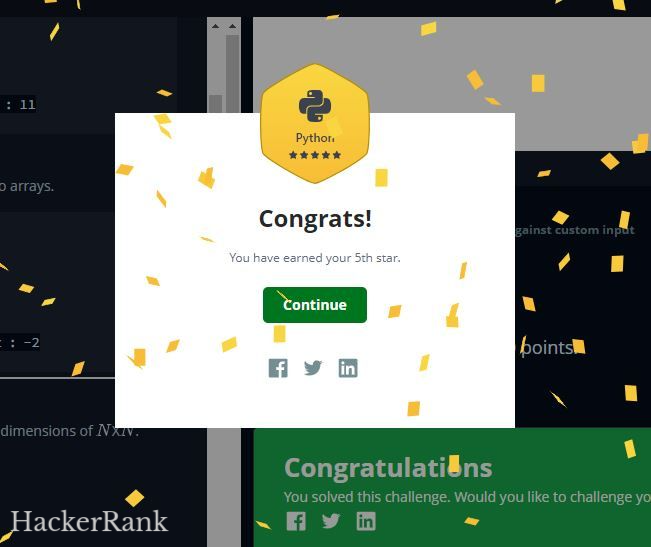 : 11
o arrays.
: -2
dimensions of NXN.
HackerRank
Python
Congrats!
You have earned your 5th star.
Continue
against custom input
points.
Congratulations
You solved this challenge. Would you like to challenge yo